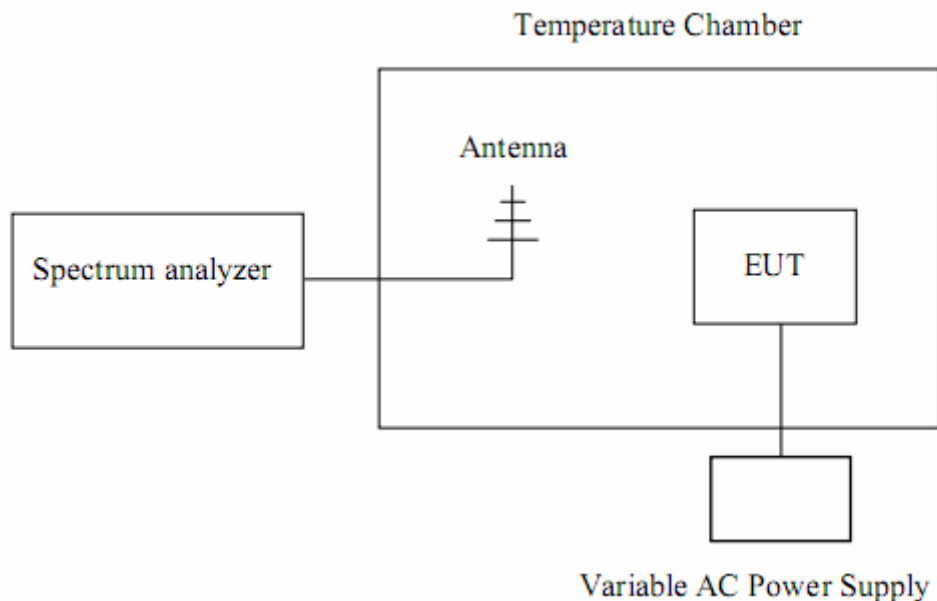 Temperature Chamber
Antenna
Spectrum analyzer
EUT
Variable AC Power Supply